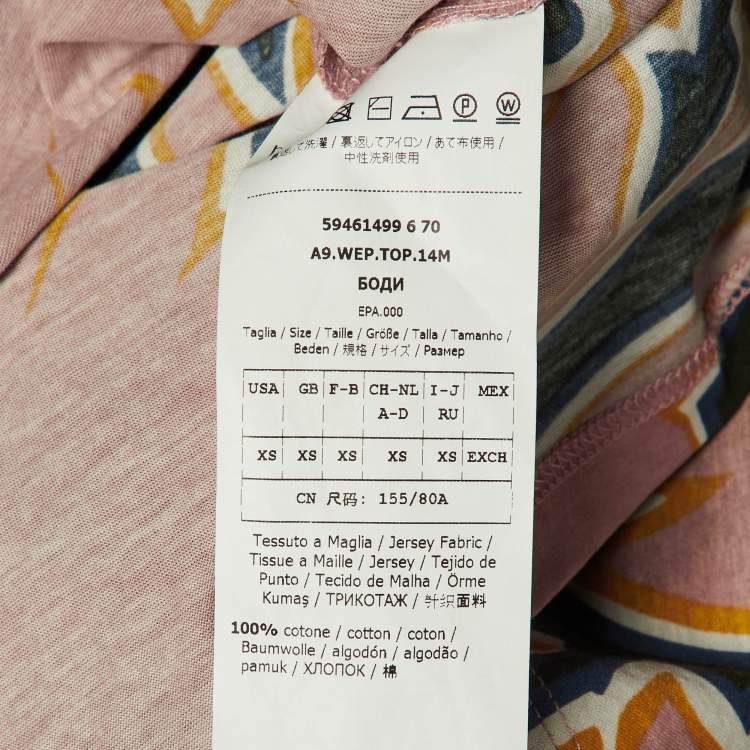 P W
返して洗濯 / 裏返してアイロン / あて布使用 /
中性洗剤使用
59461499 6 70
A9.WEP.TOP.14M
БОДИ
EPA.000
Taglia / Size / Taille / Größe / Talla / Tamanho /
Beden / 規格 / サイズ / Размер
USA GB F-B CH-NL I-J MEX
A-D RU
XS XS XS XS XS EXCH
CN 尺码: 155/80A
Tessuto a Maglia / Jersey Fabric /
Tissue a Maille / Jersey / Tejido de
Punto / Tecido de Malha / Örme
Kumaş / ТРИКОТАЖ / 针织面料
100% cotone / cotton / coton /
Baumwolle / algodón / algodão /
pamuk / ХЛОПОК / 棉